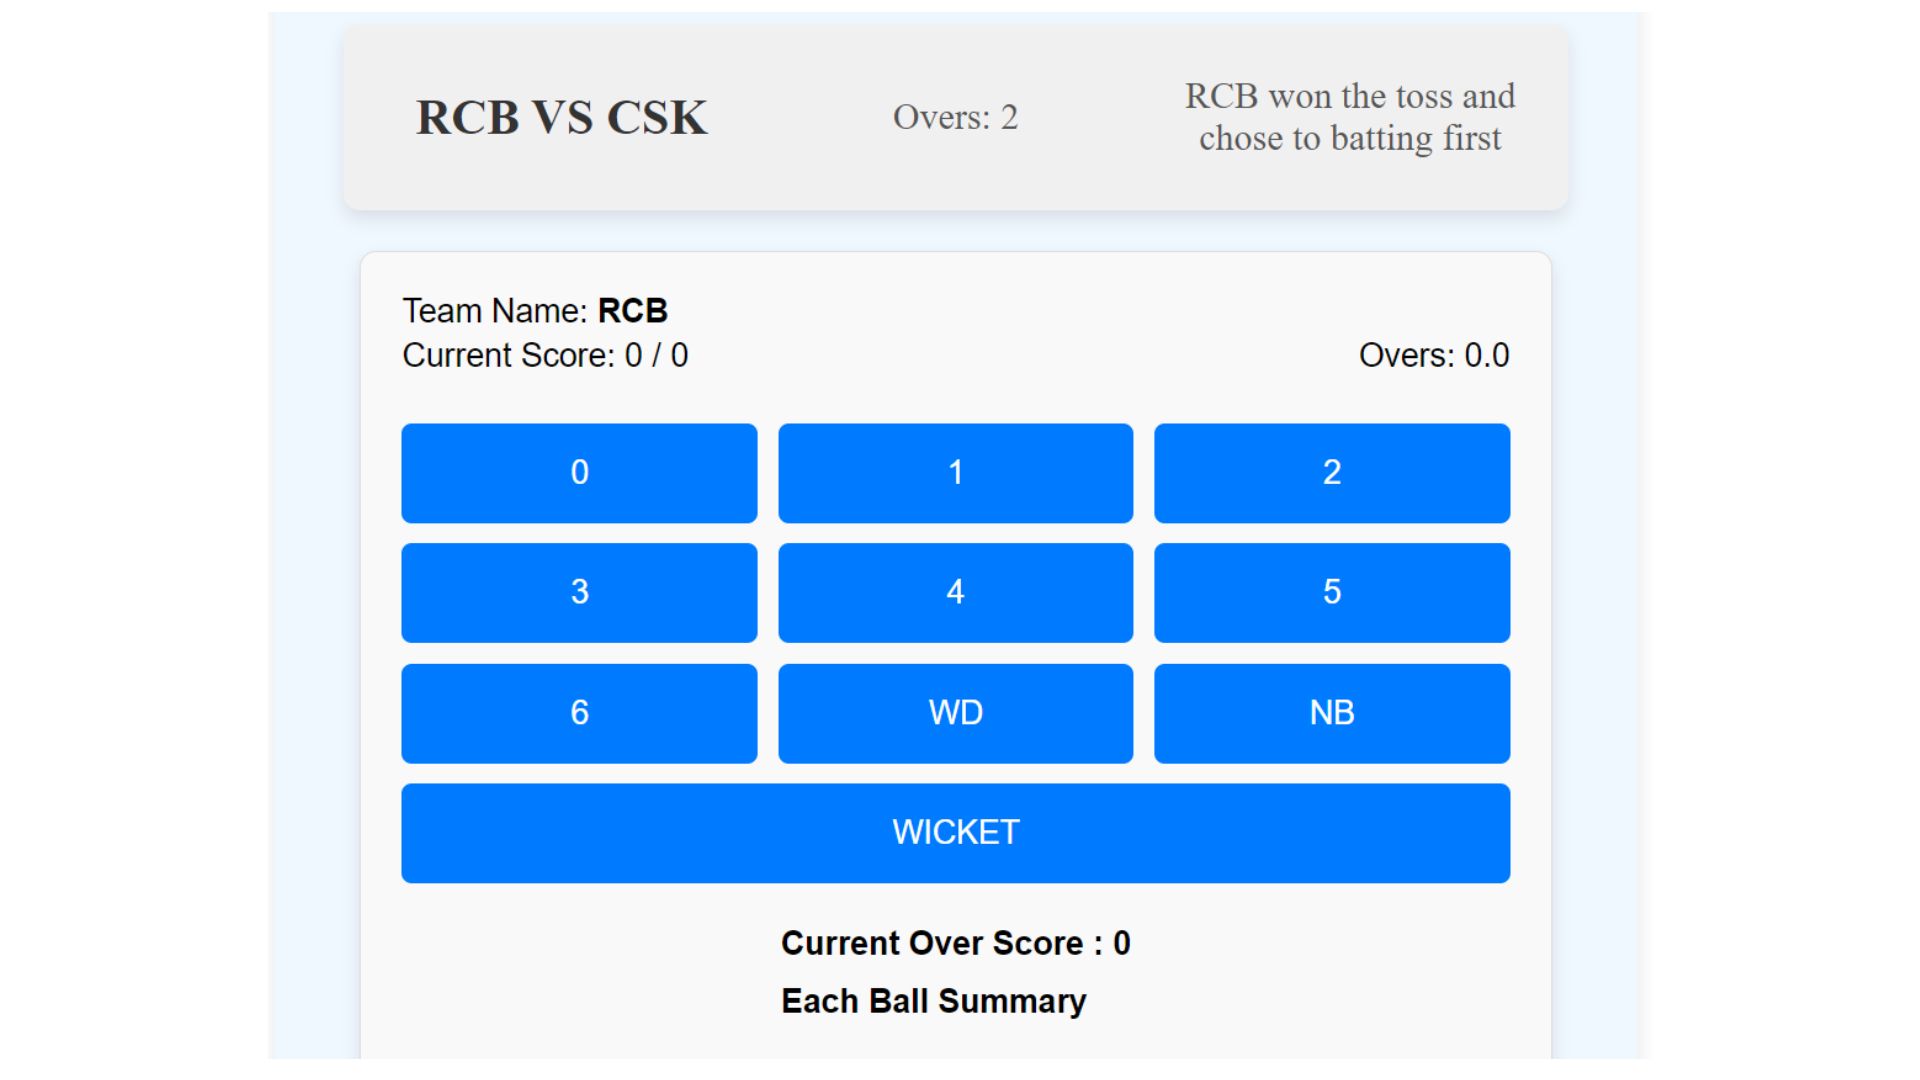 RCB VS CSK
Overs: 2
RCB won the toss and
chose to batting first
Team Name: RCB
Current Score: 0 / 0
Overs: 0.0
0
1
2
3
4
5
6
WD
NB
WICKET
Current Over Score : 0
Each Ball Summary